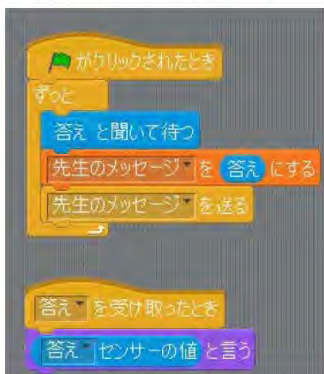 がクリックされたとき
ずっと
答え と聞いて待つ
先生のメッセージ を 答え にする
先生のメッセージ を送る
答え を受け取ったとき
答え センサーの値 と言う